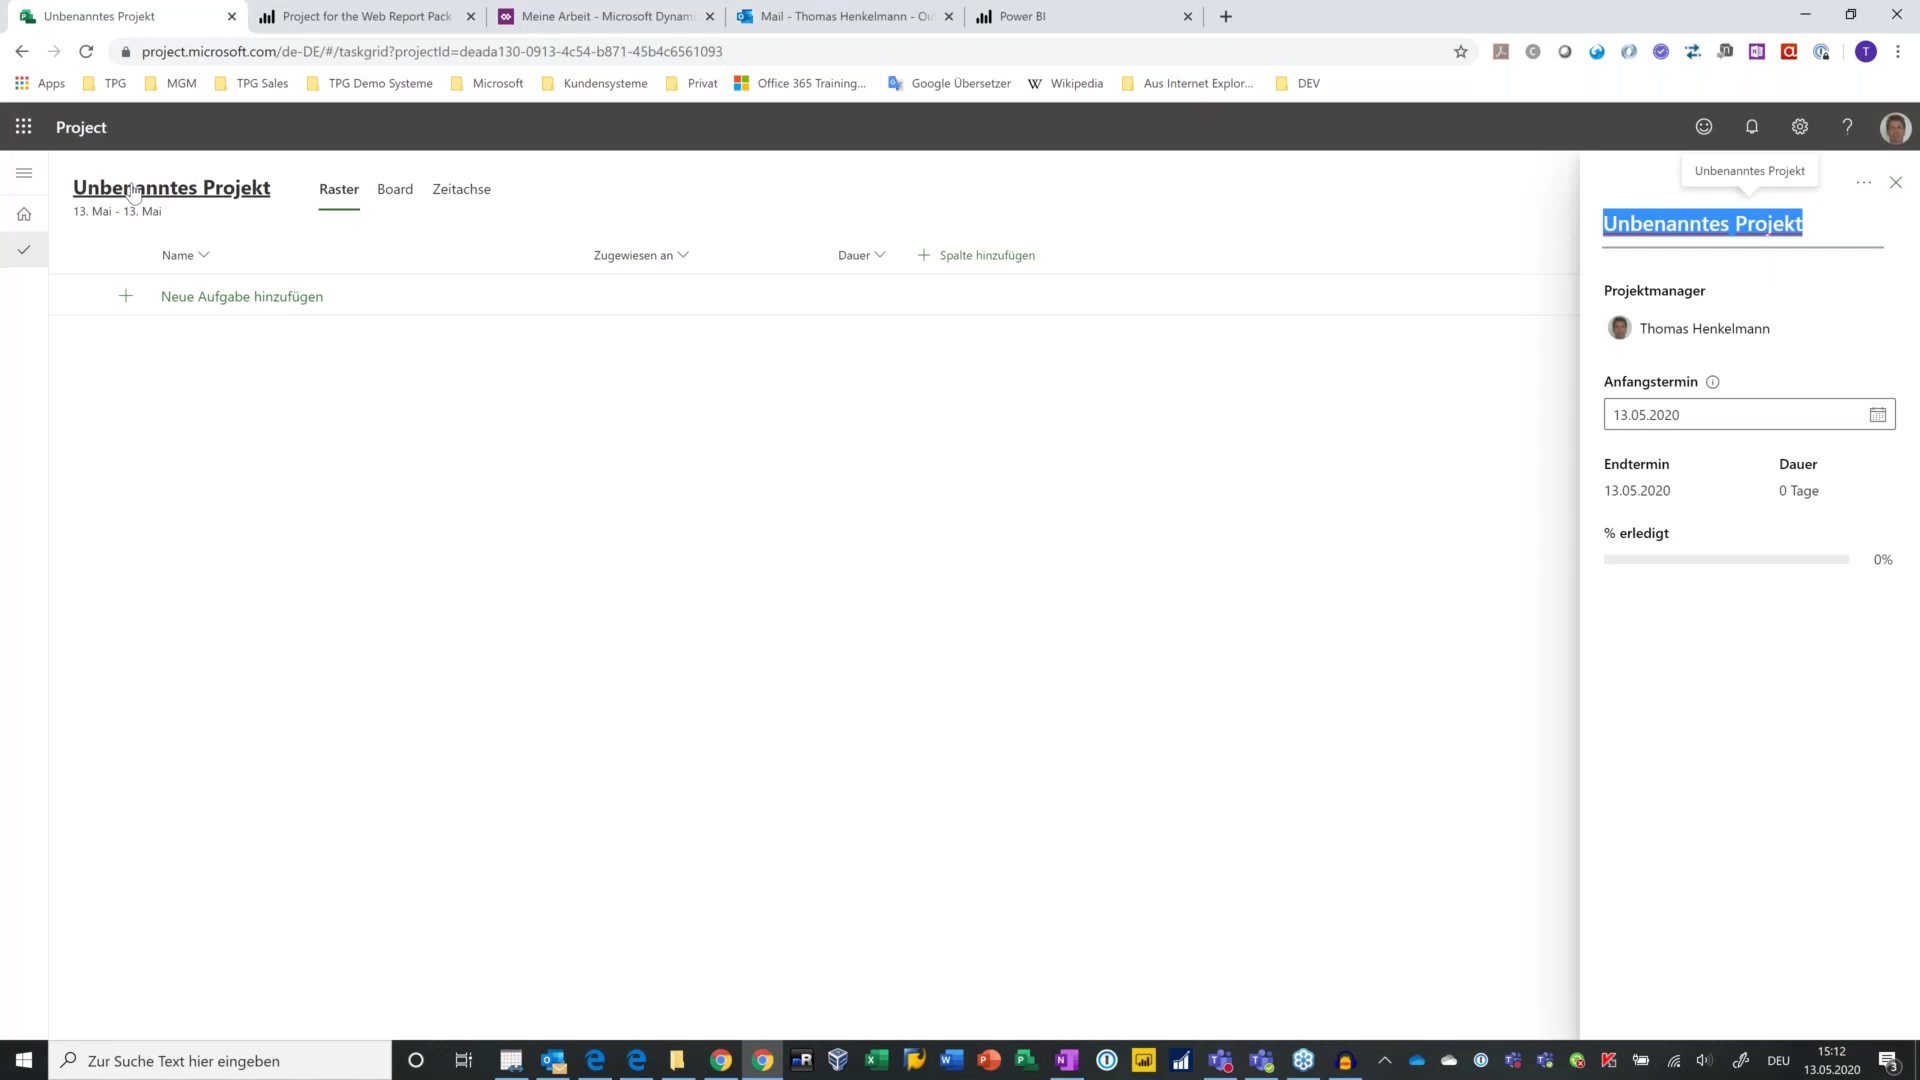 Unbenanntes Projekt
Project for the Web Report Pack
Meine Arbeit - Microsoft Dynami
Mail - Thomas Henkelmann - Ou
Power BI
project.microsoft.com/de-DE/#/taskgrid?projectId=deada130-0913-4c54-b871-45b4c6561093
T
Apps
TPG
MGM
TPG Sales
TPG Demo Systeme
Microsoft
Kundensysteme
Privat
Office 365 Training...
Google Übersetzer
Wikipedia
Aus Internet Explor...
DEV
Project
Unbenanntes Projekt
13. Mai - 13. Mai
Raster
Board
Zeitachse
Name
Zugewiesen an
Dauer
Spalte hinzufügen
Neue Aufgabe hinzufügen
Unbenanntes Projekt
Unbenanntes Projekt
Projektmanager
Thomas Henkelmann
Anfangstermin
13.05.2020
Endtermin
Dauer
13.05.2020
0 Tage
% erledigt
0%
Zur Suche Text hier eingeben
DEU
15:12
13.05.2020
3